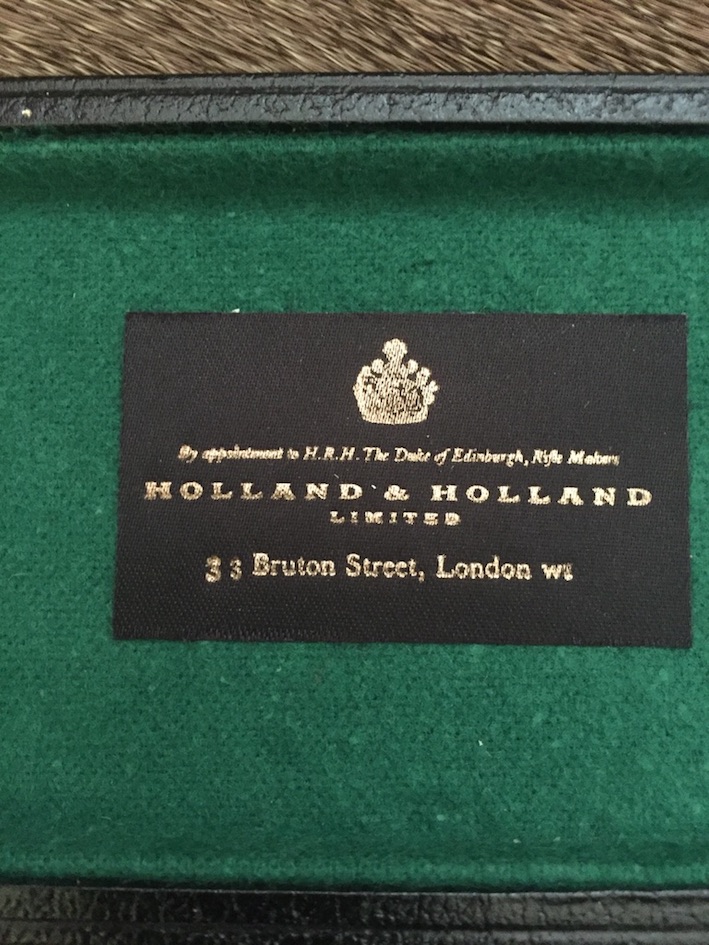 By appointment to H.R.H. The Duke of Edinburgh, Rifle Makers
HOLLAND & HOLLAND
LIMITED
33 Bruton Street, London W1